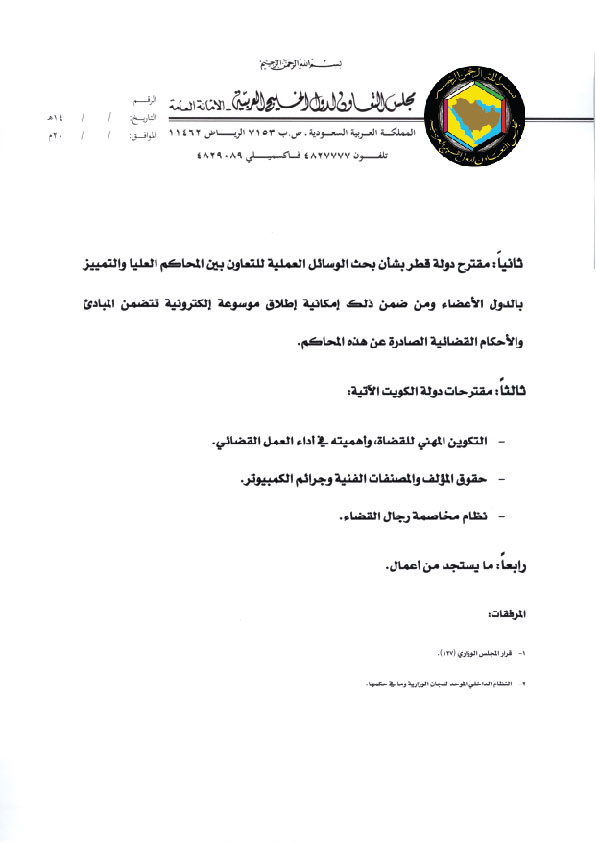 بسم الله الرحمن الرحيم
مجلس التعاون لدول الخليج العربية - الأمانة العامة
المملكة العربية السعودية . ص.ب ٧١٥٣ الرياض ١١٤٦٢
تلفون ٤٨٢٧٧٧٧ فاكسميلي ٤٨٢٩٠٨٩
الرقم
التاريخ: / / ١٤هـ
الموافق: / / ٢٠م
ثانياً: مقترح دولة قطر بشأن بحث الوسائل العملية للتعاون بين المحاكم العليا والتمييز
بالدول الأعضاء ومن ضمن ذلك إمكانية إطلاق موسوعة إلكترونية تتضمن المبادئ
والأحكام القضائية الصادرة عن هذه المحاكم.
ثالثاً: مقترحات دولة الكويت الآتية:
- التكوين المهني للقضاة، وأهميته في أداء العمل القضائي.
- حقوق المؤلف والمصنفات الفنية وجرائم الكمبيوتر.
- نظام مخاصمة رجال القضاء.
رابعاً: ما يستجد من اعمال.
المرفقات:
١- قرار المجلس الوزاري (١٢٧).
٢ النظام الداخلي الموحد للجان الوزارية وما في حكمها.